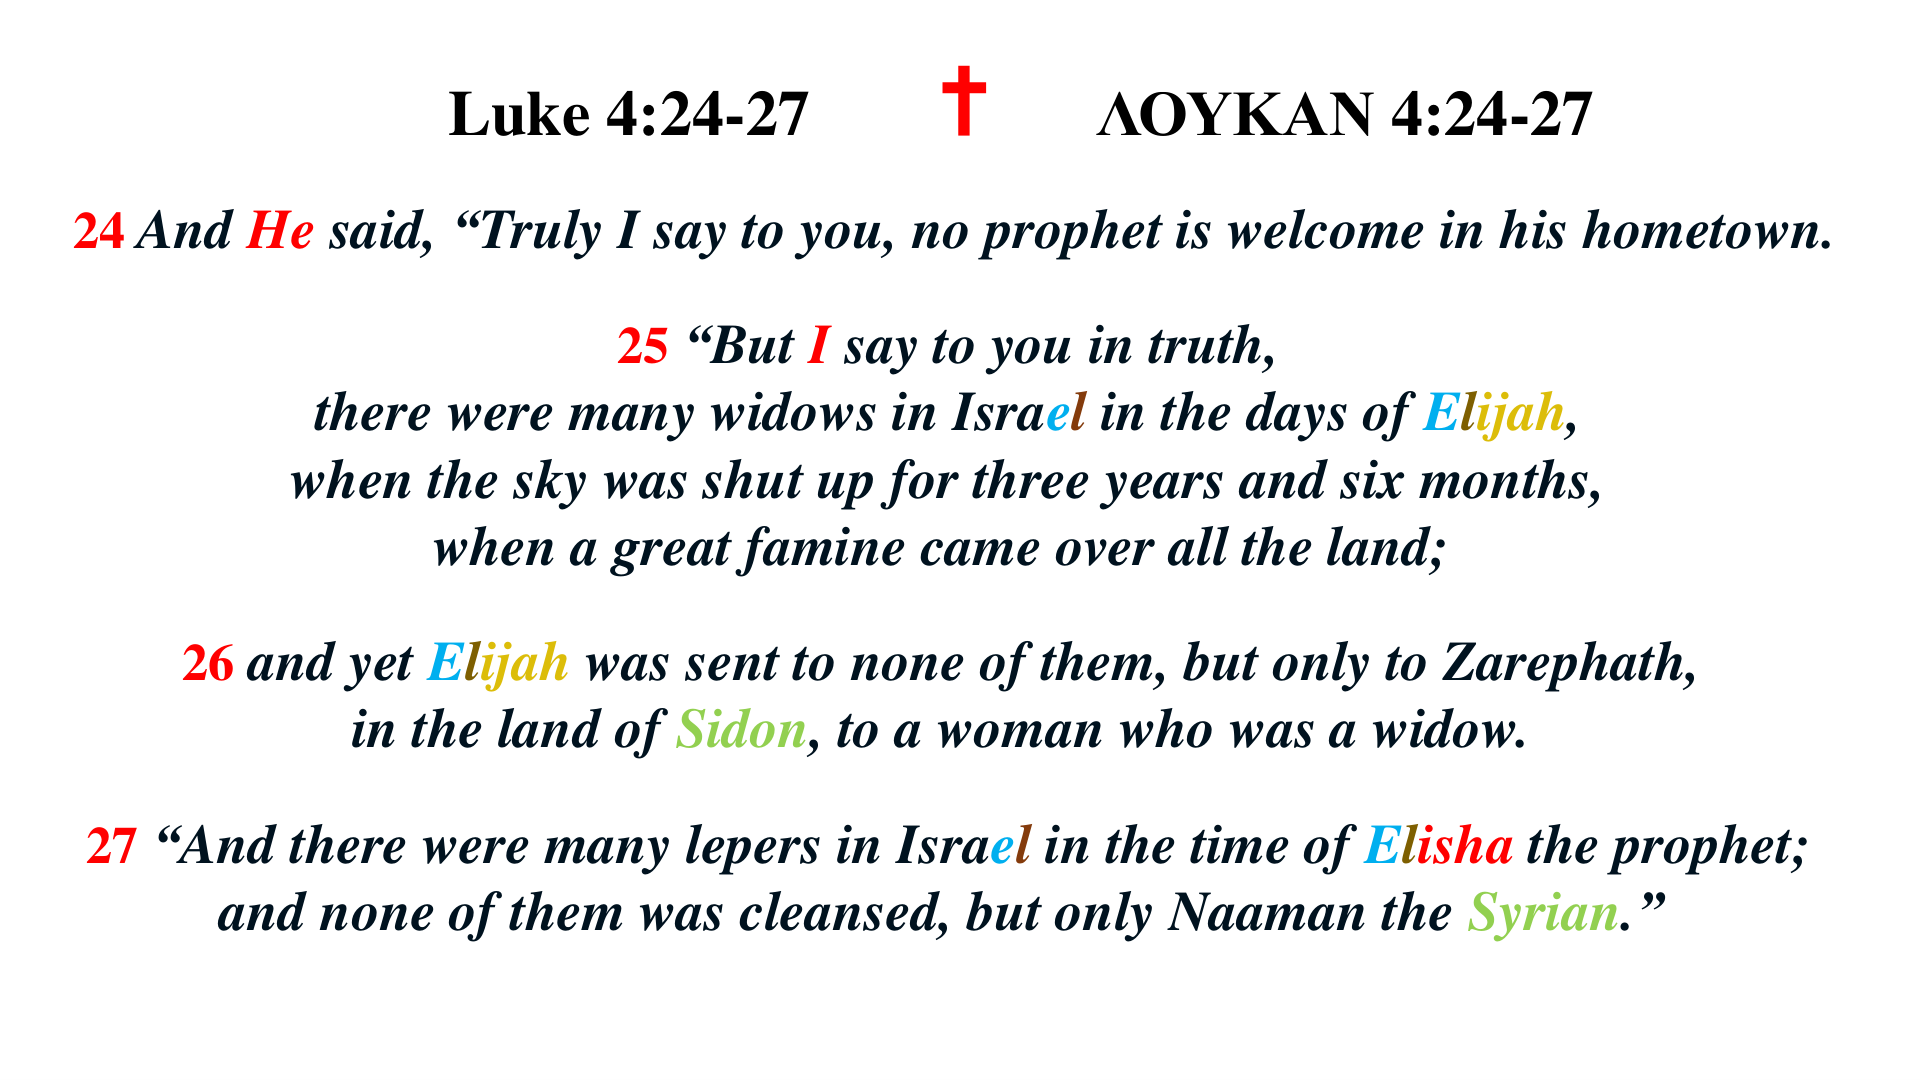 Luke 4:24-27 ✝ ΛΟΥΚΑΝ 4:24-27
24 And He said, “Truly I say to you, no prophet is welcome in his hometown.
25 “But I say to you in truth,
there were many widows in Israel in the days of Elijah,
when the sky was shut up for three years and six months,
when a great famine came over all the land;
26 and yet Elijah was sent to none of them, but only to Zarephath,
in the land of Sidon, to a woman who was a widow.
27 “And there were many lepers in Israel in the time of Elisha the prophet;
and none of them was cleansed, but only Naaman the Syrian.”